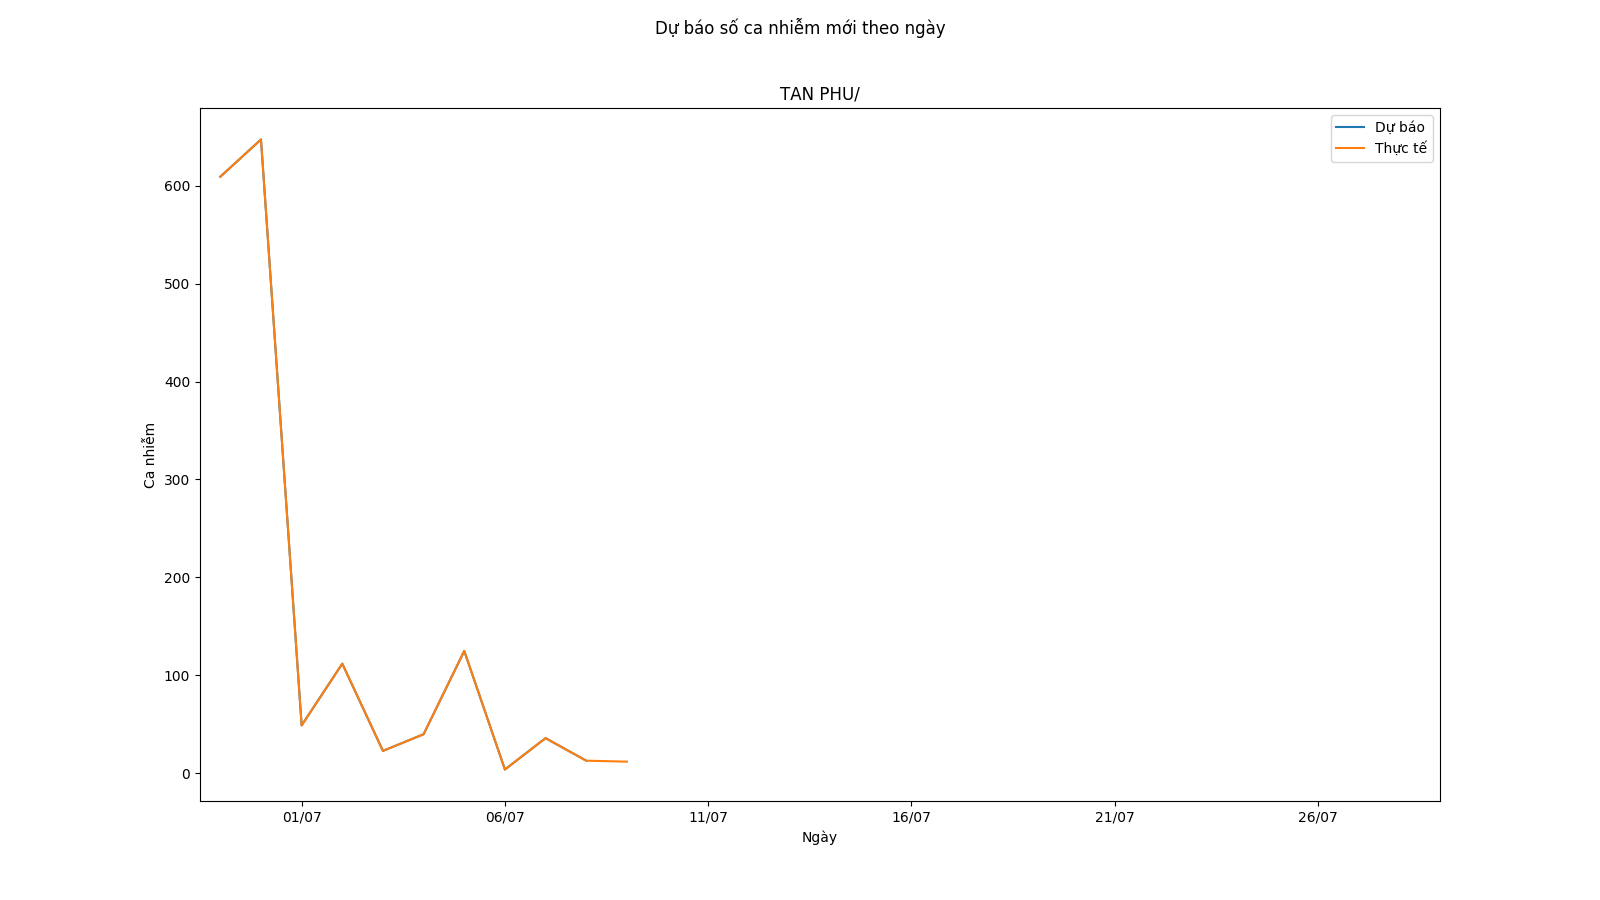 Dự báo số ca nhiễm mới theo ngày
TAN PHU/
Dự báo
Thực tế
600
500
400
300
200
100
0
Ca nhiễm
01/07
06/07
11/07
16/07
21/07
26/07
Ngày